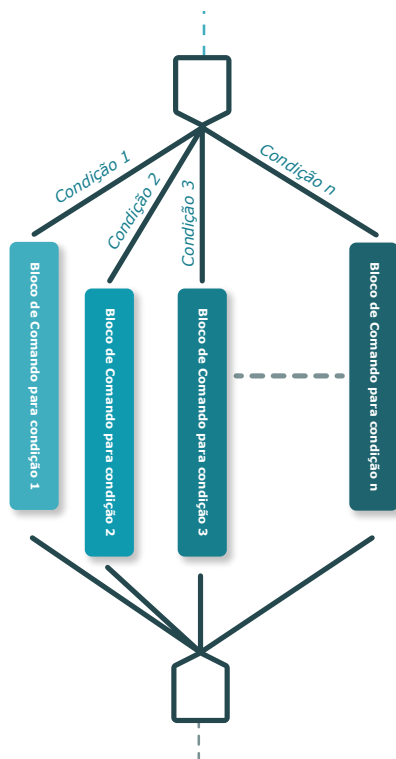 Condição 1
Condição 2
Condição 3
Condição n
Bloco de Comando para condição 1
Bloco de Comando para condição 2
Bloco de Comando para condição 3
Bloco de Comando para condição n